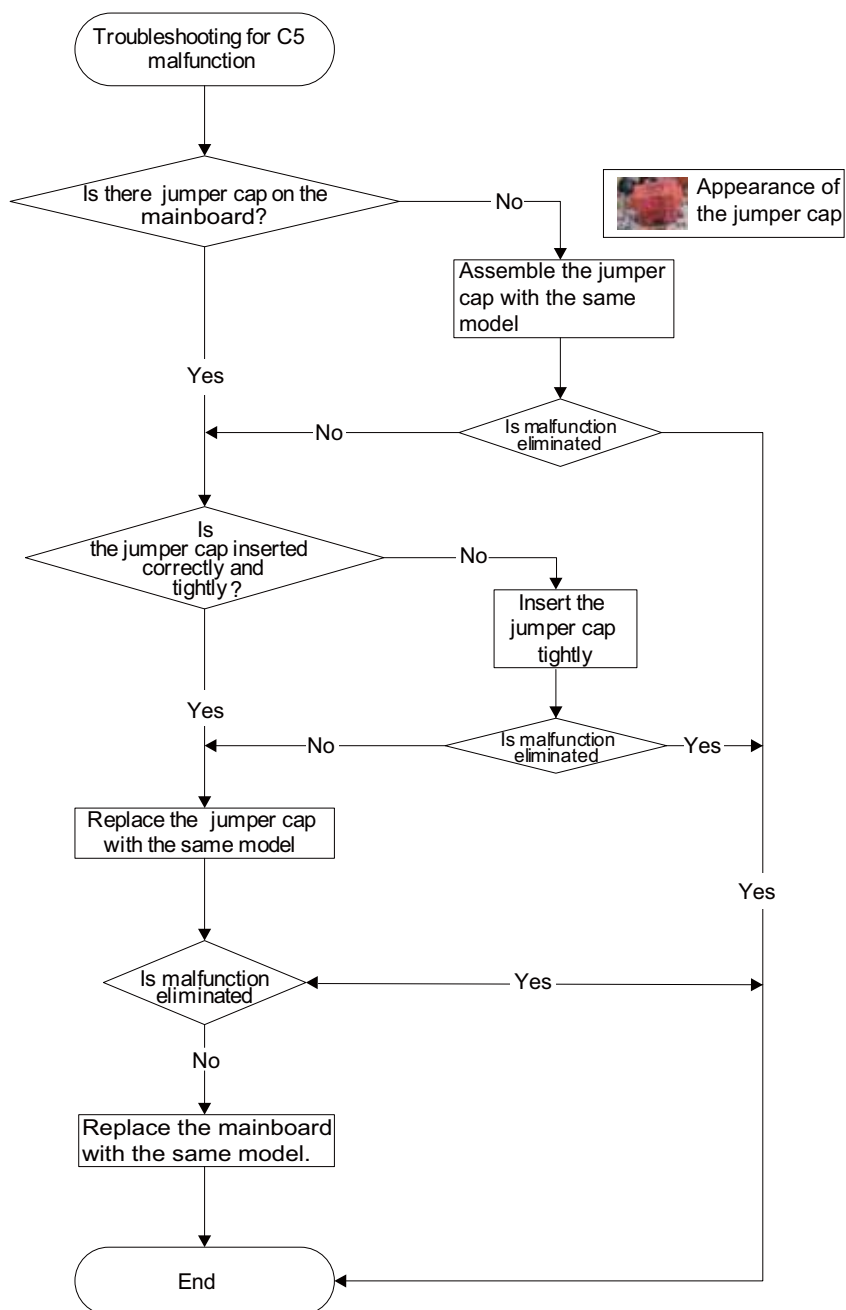 Troubleshooting for C5
malfunction
Is there jumper cap on the
mainboard?
No
Appearance of
the jumper cap
Assemble the jumper
cap with the same
model
Yes
No
Is malfunction
eliminated
Is
the jumper cap inserted
correctly and
tightly?
No
Insert the
jumper cap
tightly
Yes
No
Is malfunction
eliminated
Yes
Replace the jumper cap
with the same model
Yes
Is malfunction
eliminated
Yes
No
Replace the mainboard
with the same model.
End